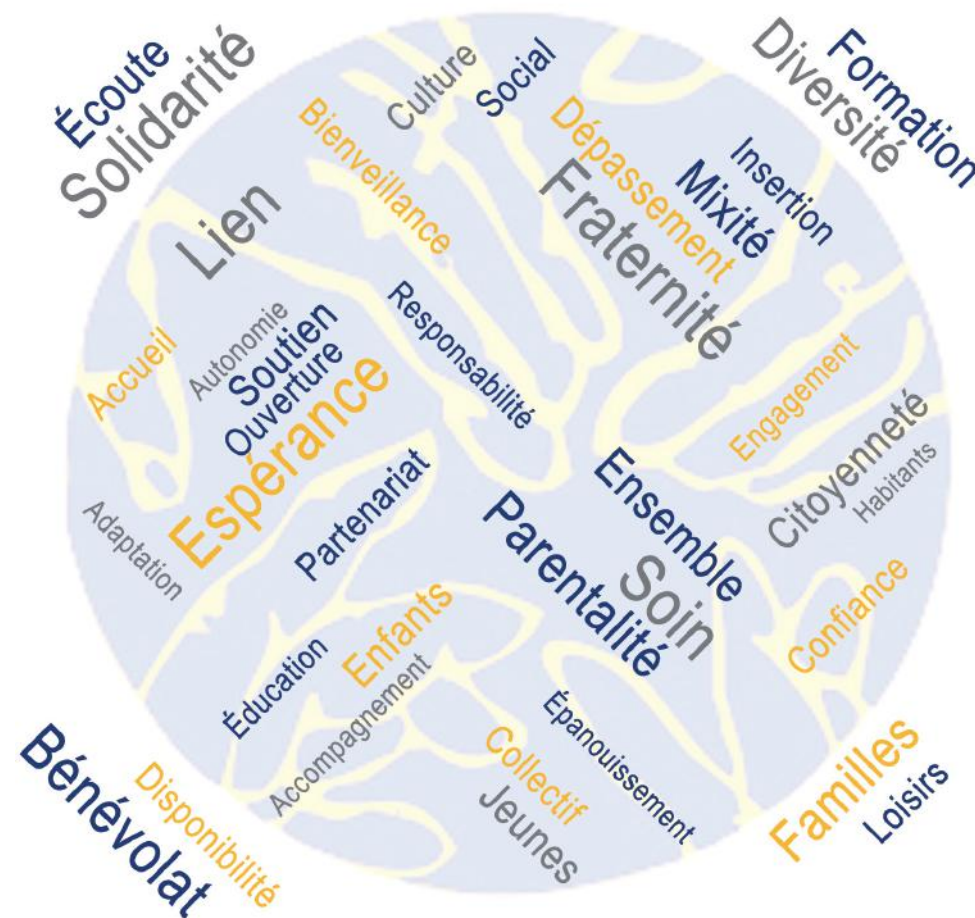 Écoute
Solidarité
Culture
Social
Diversité
Formation
Bienveillance
Dépassement
Mixité
Insertion
Lien
Fraternité
Accueil
Autonomie
Soutien
Ouverture
Espérance
Responsabilité
Engagement
Citoyenneté
Habitants
Adaptation
Partenariat
Ensemble
Parentalité
Soin
Confiance
Éducation
Enfants
Accompagnement
Collectif
Jeunes
Épanouissement
Bénévolat
Disponibilité
Familles
Loisirs